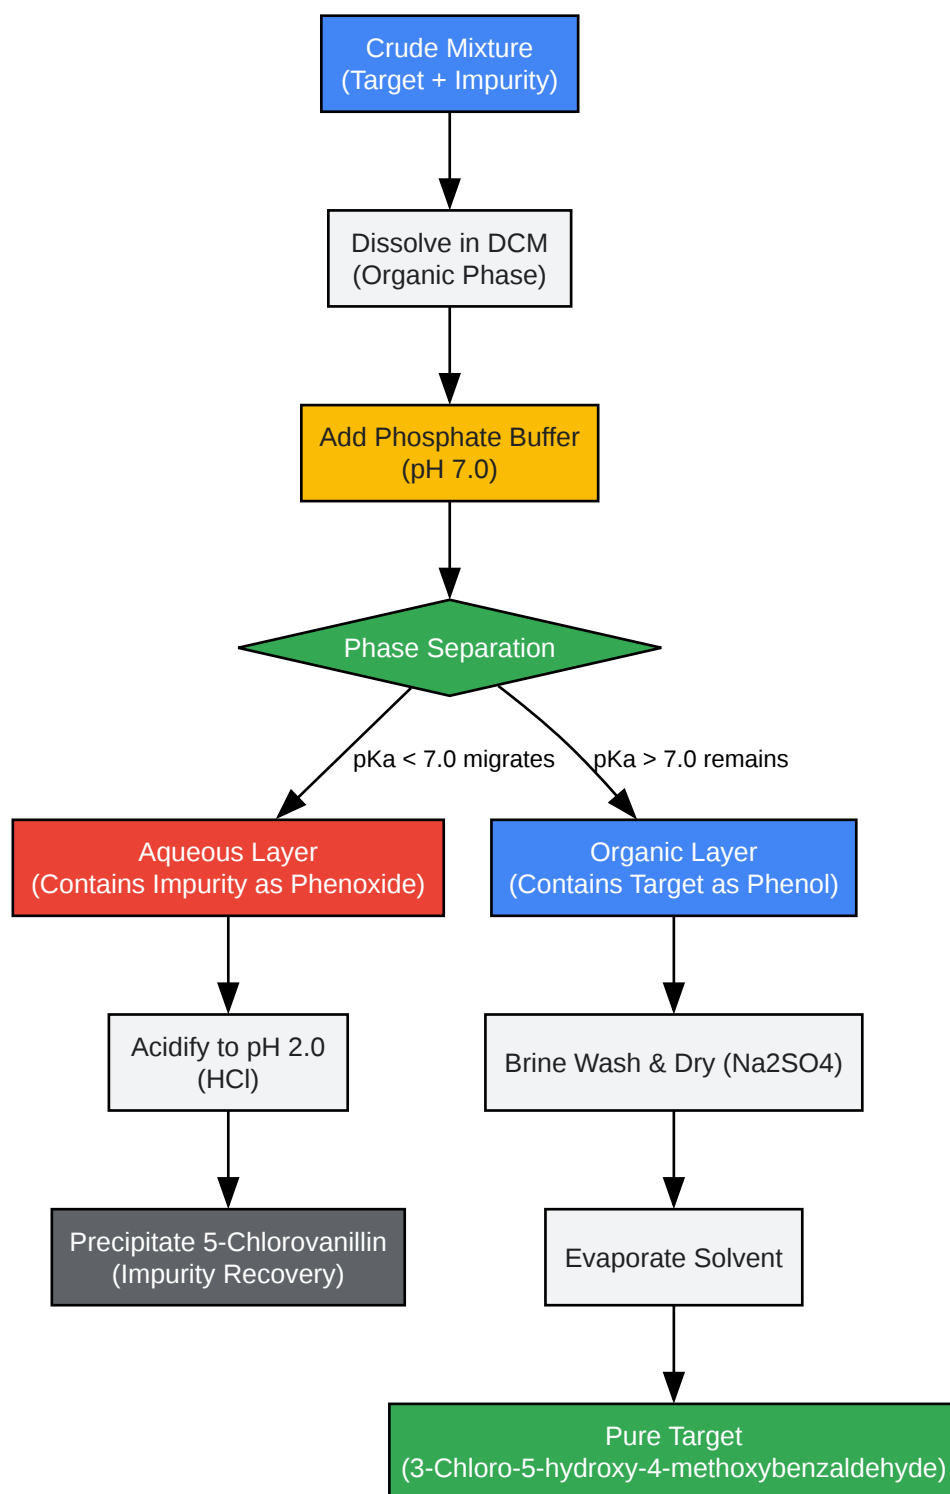 Crude Mixture
(Target + Impurity)
Dissolve in DCM
(Organic Phase)
Add Phosphate Buffer
(pH 7.0)
Phase Separation
pKa < 7.0 migrates
pKa > 7.0 remains
Aqueous Layer
(Contains Impurity as Phenoxide)
Organic Layer
(Contains Target as Phenol)
Acidify to pH 2.0
(HCl)
Brine Wash & Dry (Na2SO4)
Precipitate 5-Chlorovanillin
(Impurity Recovery)
Evaporate Solvent
Pure Target
(3-Chloro-5-hydroxy-4-methoxybenzaldehyde)